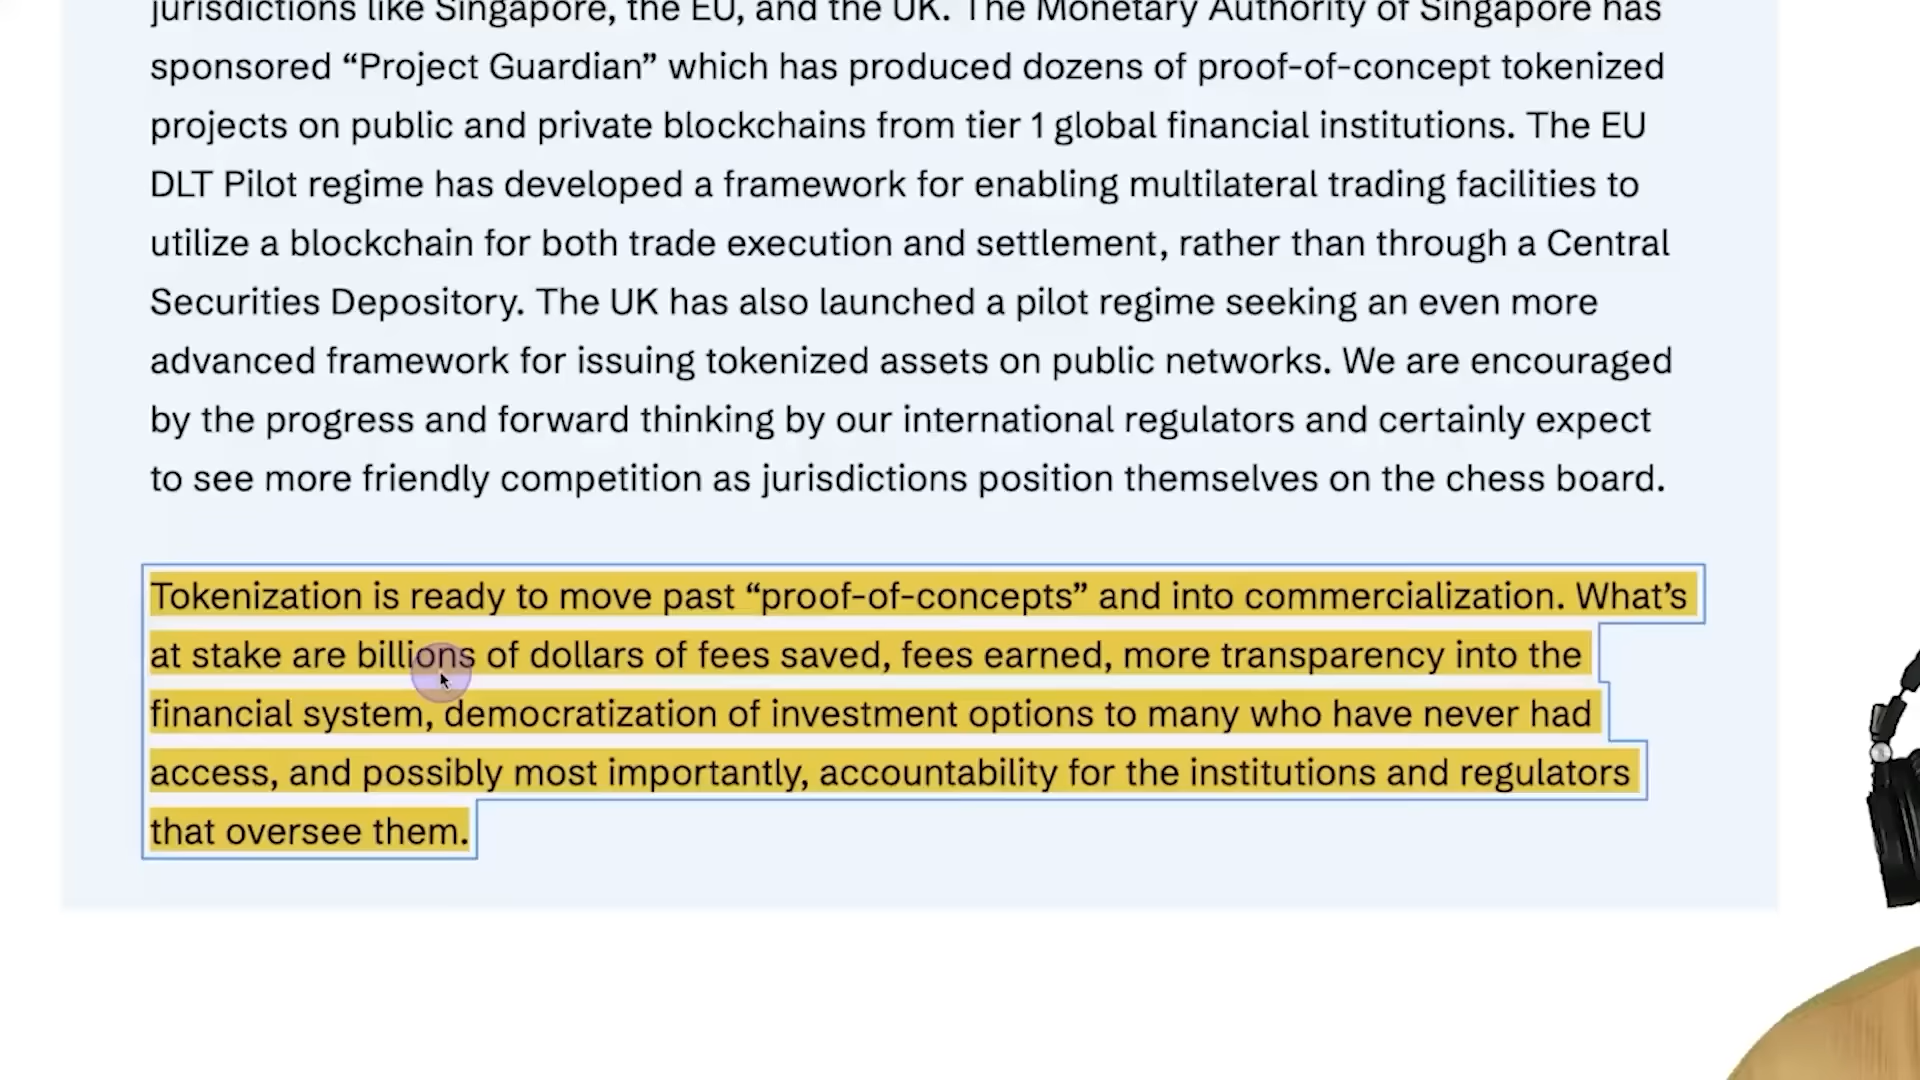 jurisdictions like Singapore, the EU, and the UK. The Monetary Authority of Singapore has
sponsored “Project Guardian” which has produced dozens of proof-of-concept tokenized
projects on public and private blockchains from tier 1 global financial institutions. The EU
DLT Pilot regime has developed a framework for enabling multilateral trading facilities to
utilize a blockchain for both trade execution and settlement, rather than through a Central
Securities Depository. The UK has also launched a pilot regime seeking an even more
advanced framework for issuing tokenized assets on public networks. We are encouraged
by the progress and forward thinking by our international regulators and certainly expect
to see more friendly competition as jurisdictions position themselves on the chess board.
Tokenization is ready to move past “proof-of-concepts” and into commercialization. What’s
at stake are billions of dollars of fees saved, fees earned, more transparency into the
financial system, democratization of investment options to many who have never had
access, and possibly most importantly, accountability for the institutions and regulators
that oversee them.